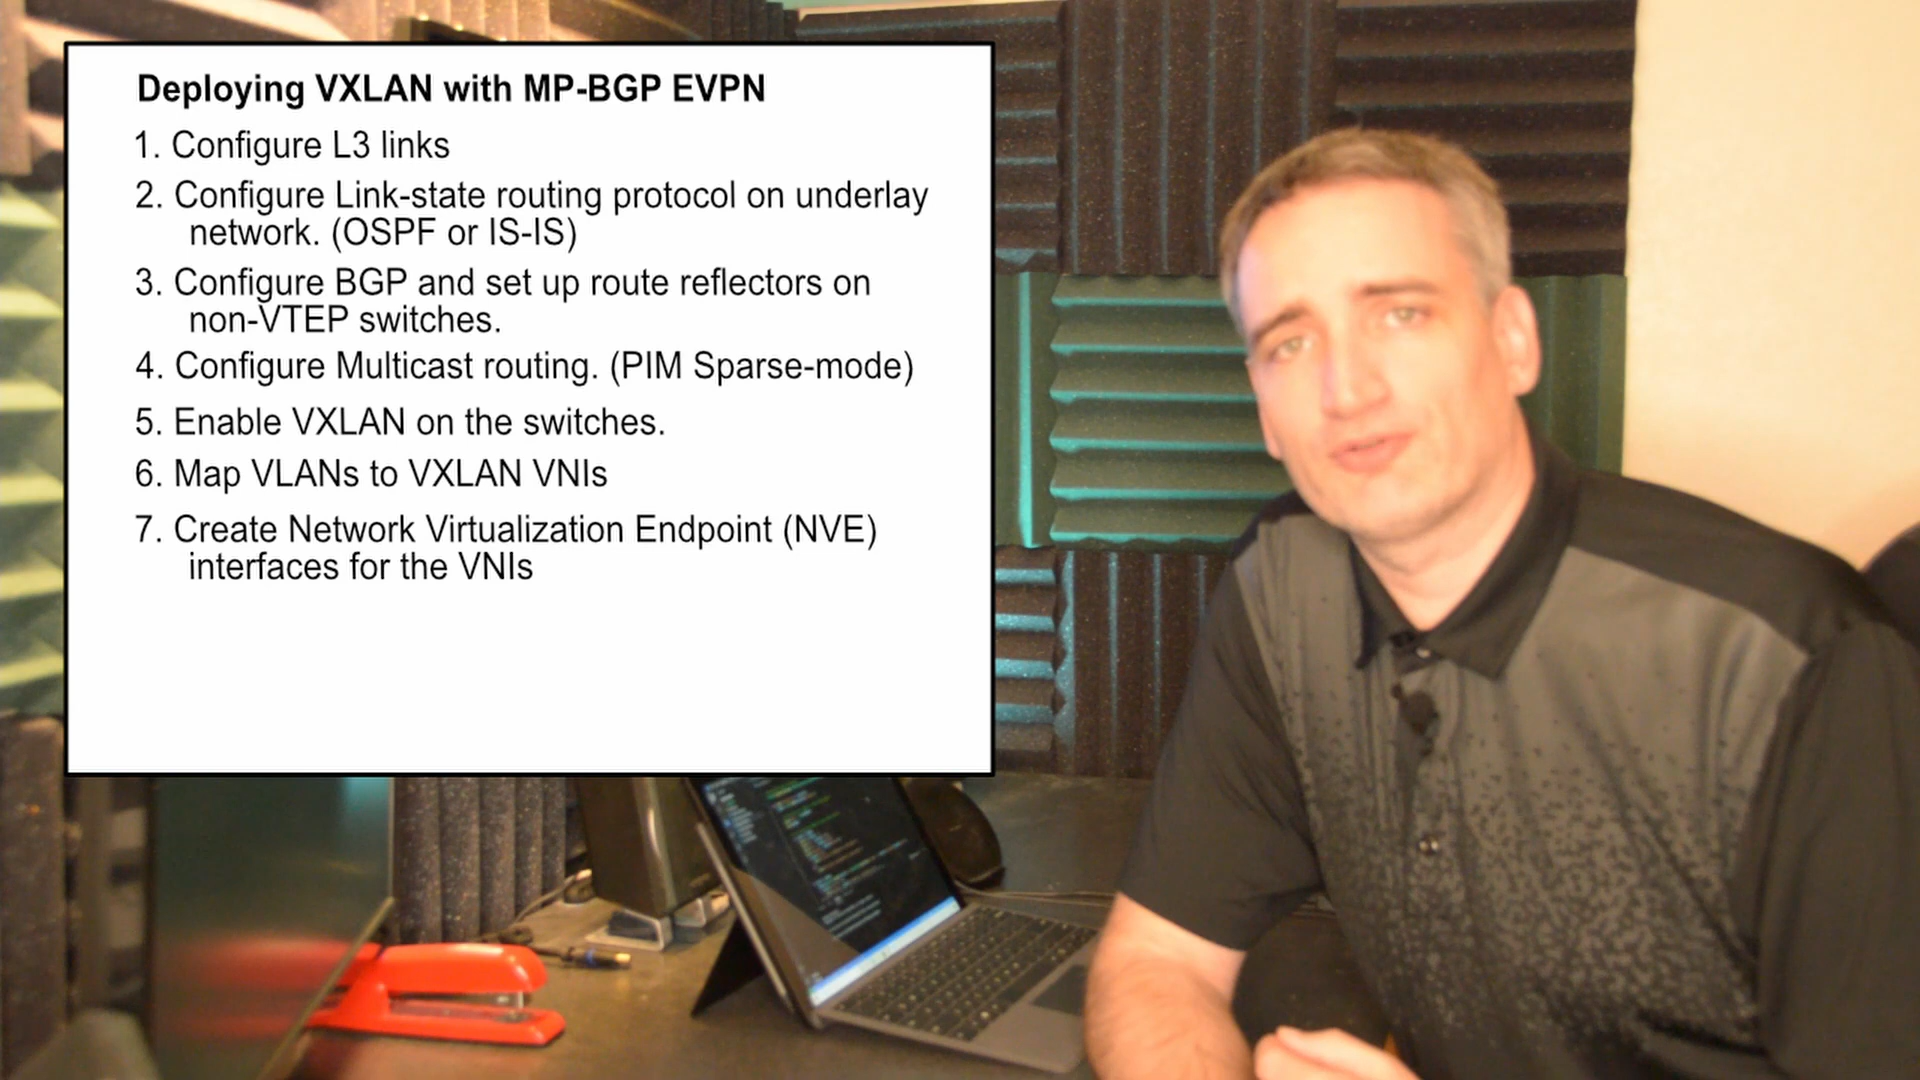 Deploying VXLAN with MP-BGP EVPN
1. Configure L3 links
2. Configure Link-state routing protocol on underlay
network. (OSPF or IS-IS)
3. Configure BGP and set up route reflectors on
non-VTEP switches.
4. Configure Multicast routing. (PIM Sparse-mode)
5. Enable VXLAN on the switches.
6. Map VLANs to VXLAN VNIs
7. Create Network Virtualization Endpoint (NVE)
interfaces for the VNIs